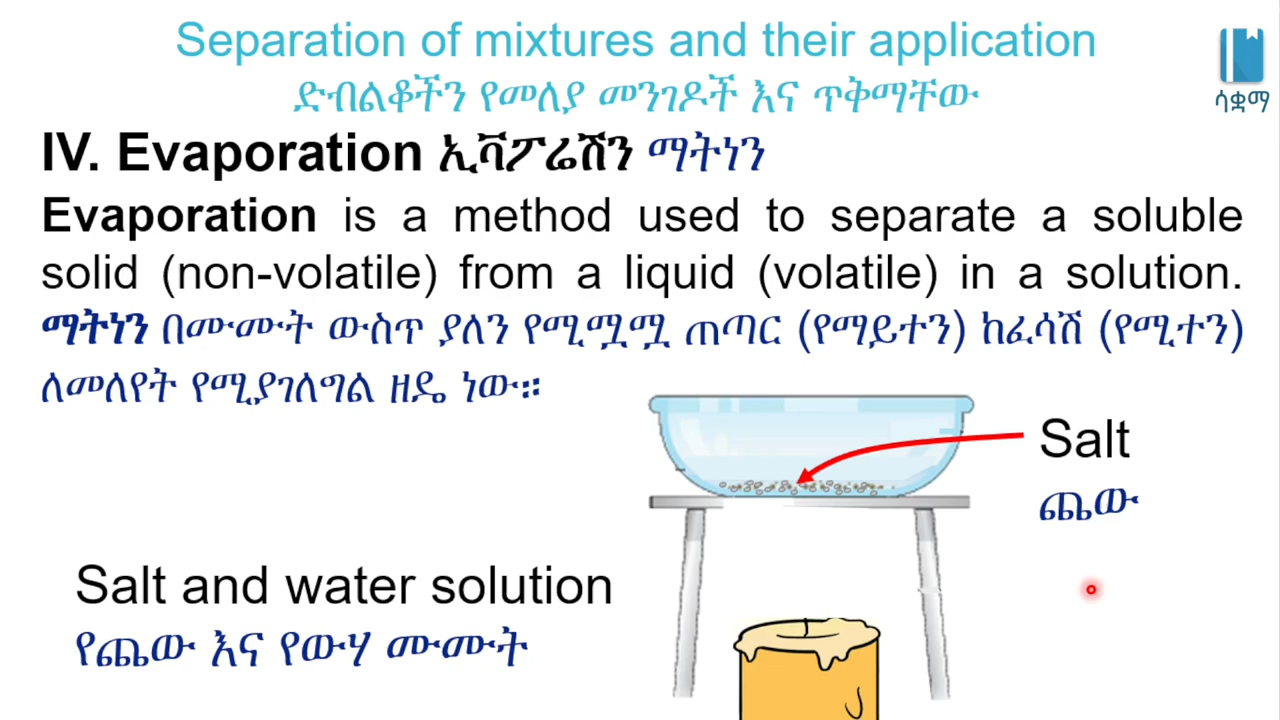 Separation of mixtures and their application
ድብልቆችን የመለያ መንገዶች እና ጥቅማቸው
ሳቋማ
IV. Evaporation ኢቫፖሬሽን ማትነን
Evaporation is a method used to separate a soluble
solid (non-volatile) from a liquid (volatile) in a solution.
ማትነን በሙሙት ውስጥ ያለን የሚሟሟ ጠጣር (የማይተን) ከፈሳሽ (የሚተን)
ለመለየት የሚያገለግል ዘዴ ነው።
Salt
ጨው
Salt and water solution
የጨው እና የውሃ ሙሙት